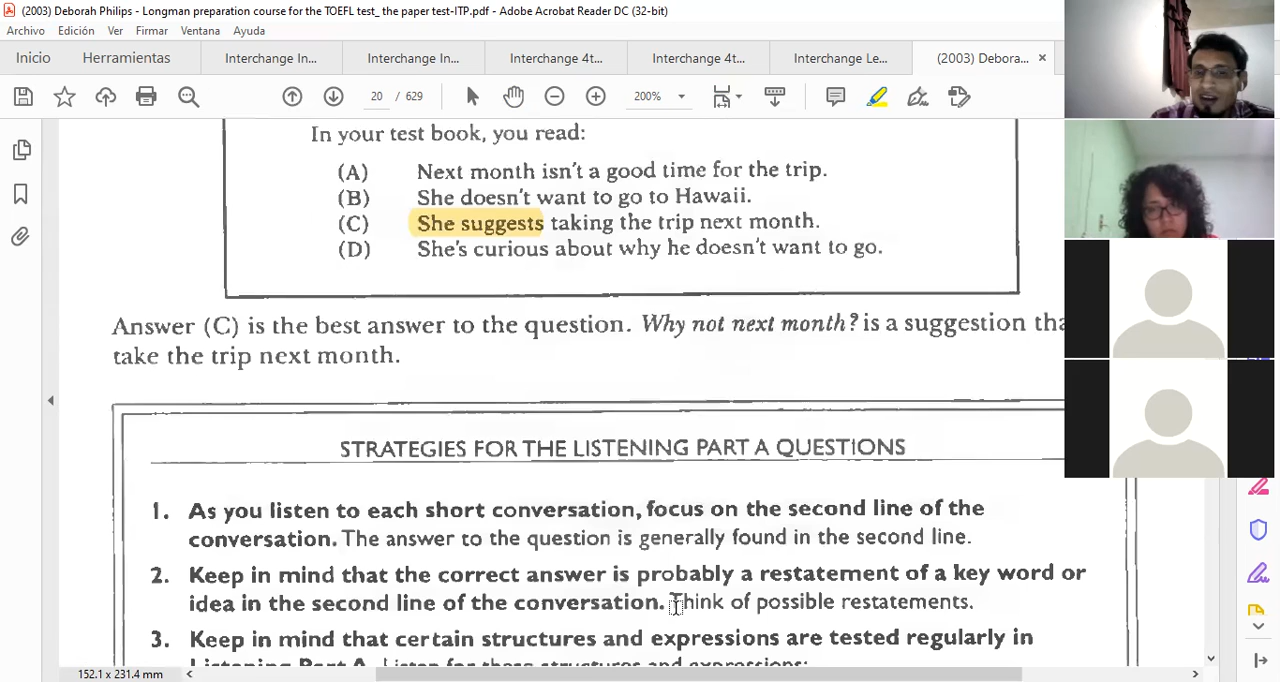 (2003) Deborah Philips - Longman preparation course for the TOEFL test_ the paper test-ITP.pdf - Adobe Acrobat Reader DC (32-bit)
Archivo Edición Ver Firmar Ventana Ayuda
Inicio Herramientas Interchange In... Interchange In... Interchange 4t... Interchange 4t... Interchange Le... (2003) Debora...
20 / 629 200%
In your test book, you read:
(A) Next month isn't a good time for the trip.
(B) She doesn't want to go to Hawaii.
(C) She suggests taking the trip next month.
(D) She's curious about why he doesn't want to go.
Answer (C) is the best answer to the question. Why not next month? is a suggestion tha
take the trip next month.
STRATEGIES FOR THE LISTENING PART A QUESTIONS
1. As you listen to each short conversation, focus on the second line of the
conversation. The answer to the question is generally found in the second line.
2. Keep in mind that the correct answer is probably a restatement of a key word or
idea in the second line of the conversation. Think of possible restatements.
3. Keep in mind that certain structures and expressions are tested regularly in
Listening Part A. Listen for these structures and expressions:
152.1 x 231.4 mm